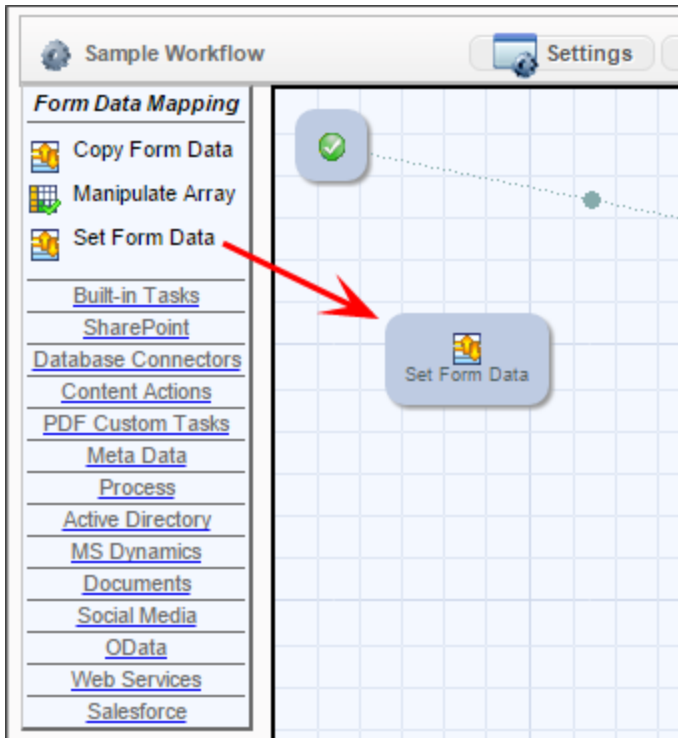 Sample Workflow
Settings
Form Data Mapping
Copy Form Data
Manipulate Array
Set Form Data
Built-in Tasks
SharePoint
Database Connectors
Content Actions
PDF Custom Tasks
Meta Data
Process
Active Directory
MS Dynamics
Documents
Social Media
OData
Web Services
Salesforce
Set Form Data